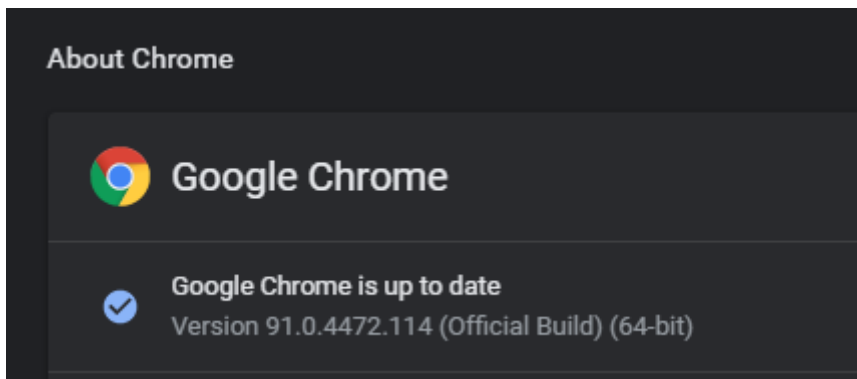 About Chrome
Google Chrome
Google Chrome is up to date
Version 91.0.4472.114 (Official Build) (64-bit)